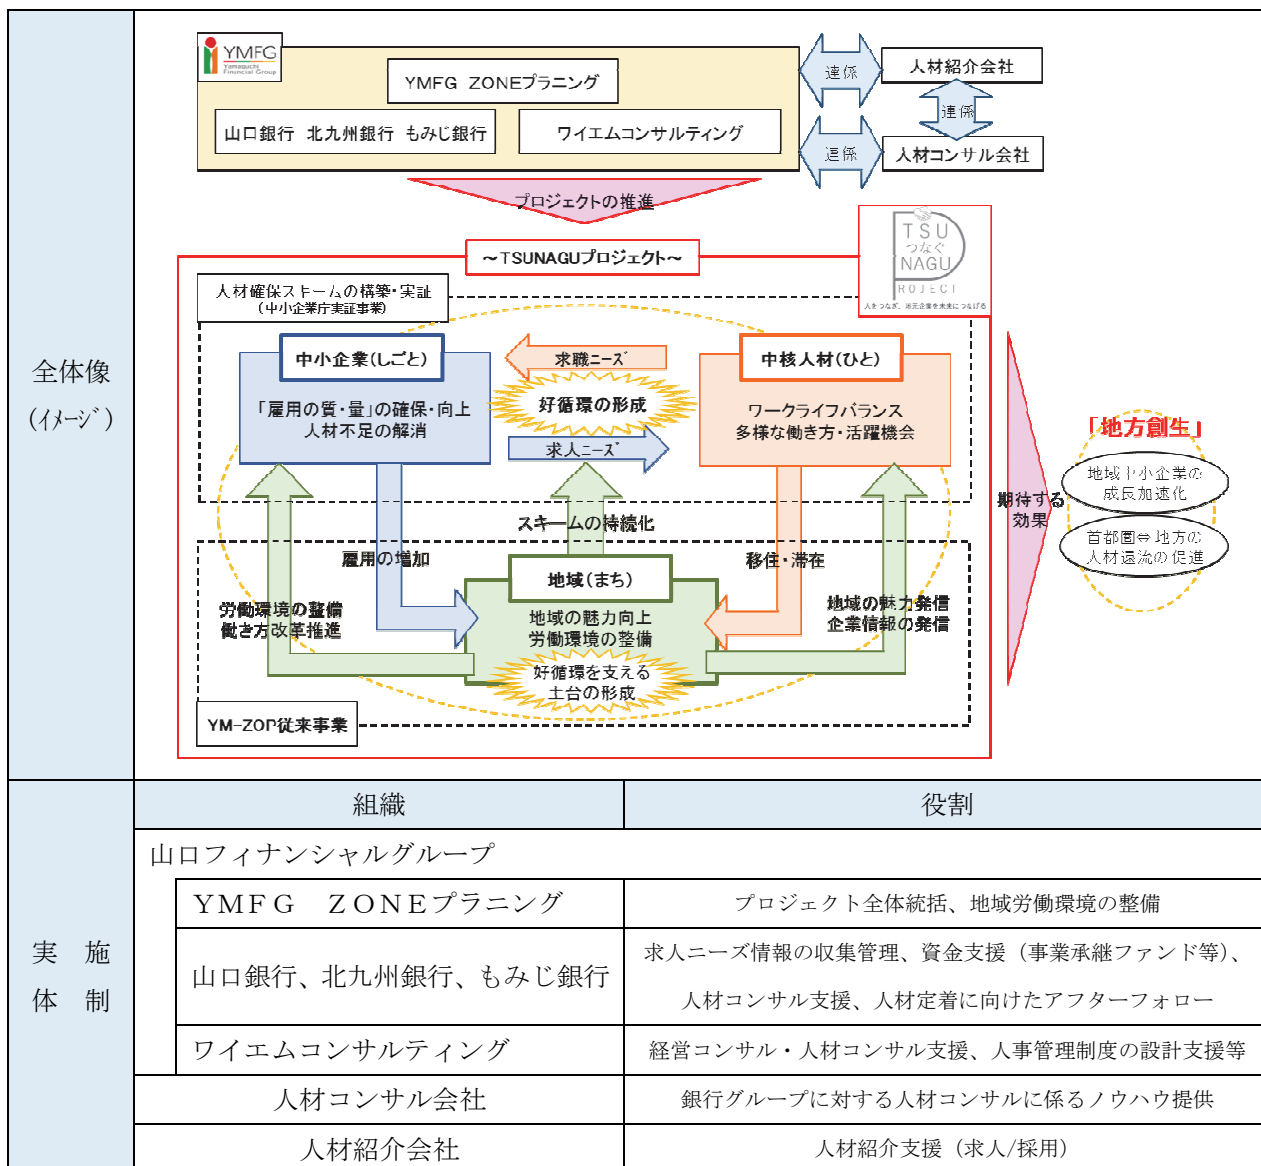 全体像
(ｲﾒｰｼﾞ)
YMFG
Yamaguchi
Financial Group
YMFG ZONEプラニング
山口銀行 北九州銀行 もみじ銀行
ワイエムコンサルティング
連係
人材紹介会社
連係
連係
人材コンサル会社
プロジェクトの推進
～TSUNAGUプロジェクト～
TSU
つなぐ
NAGU
ROJECT
人をつなぎ、地元企業を未来につなげる
人材確保スキームの構築・実証
(中小企業庁実証事業)
中小企業(しごと)
「雇用の質・量」の確保・向上
人材不足の解消
求職ニーズ
好循環の形成
求人ニーズ
中核人材(ひと)
ワークライフバランス
多様な働き方・活躍機会
スキームの持続化
雇用の増加
移住・滞在
地域(まち)
地域の魅力向上
労働環境の整備
好循環を支える
土台の形成
労働環境の整備
働き方改革推進
地域の魅力発信
企業情報の発信
YM-ZOP従来事業
期待する
効果
「地方創生」
地域中小企業の
成長加速化
首都圏⇔地方の
人材還流の促進
実 施
体 制
組織
役割
山口フィナンシャルグループ
ＹＭＦＧ　ＺＯＮＥプラニング
プロジェクト全体統括、地域労働環境の整備
山口銀行、北九州銀行、もみじ銀行
求人ニーズ情報の収集管理、資金支援（事業承継ファンド等）、
人材コンサル支援、人材定着に向けたアフターフォロー
ワイエムコンサルティング
経営コンサル・人材コンサル支援、人事管理制度の設計支援等
人材コンサル会社
銀行グループに対する人材コンサルに係るノウハウ提供
人材紹介会社
人材紹介支援（求人/採用）